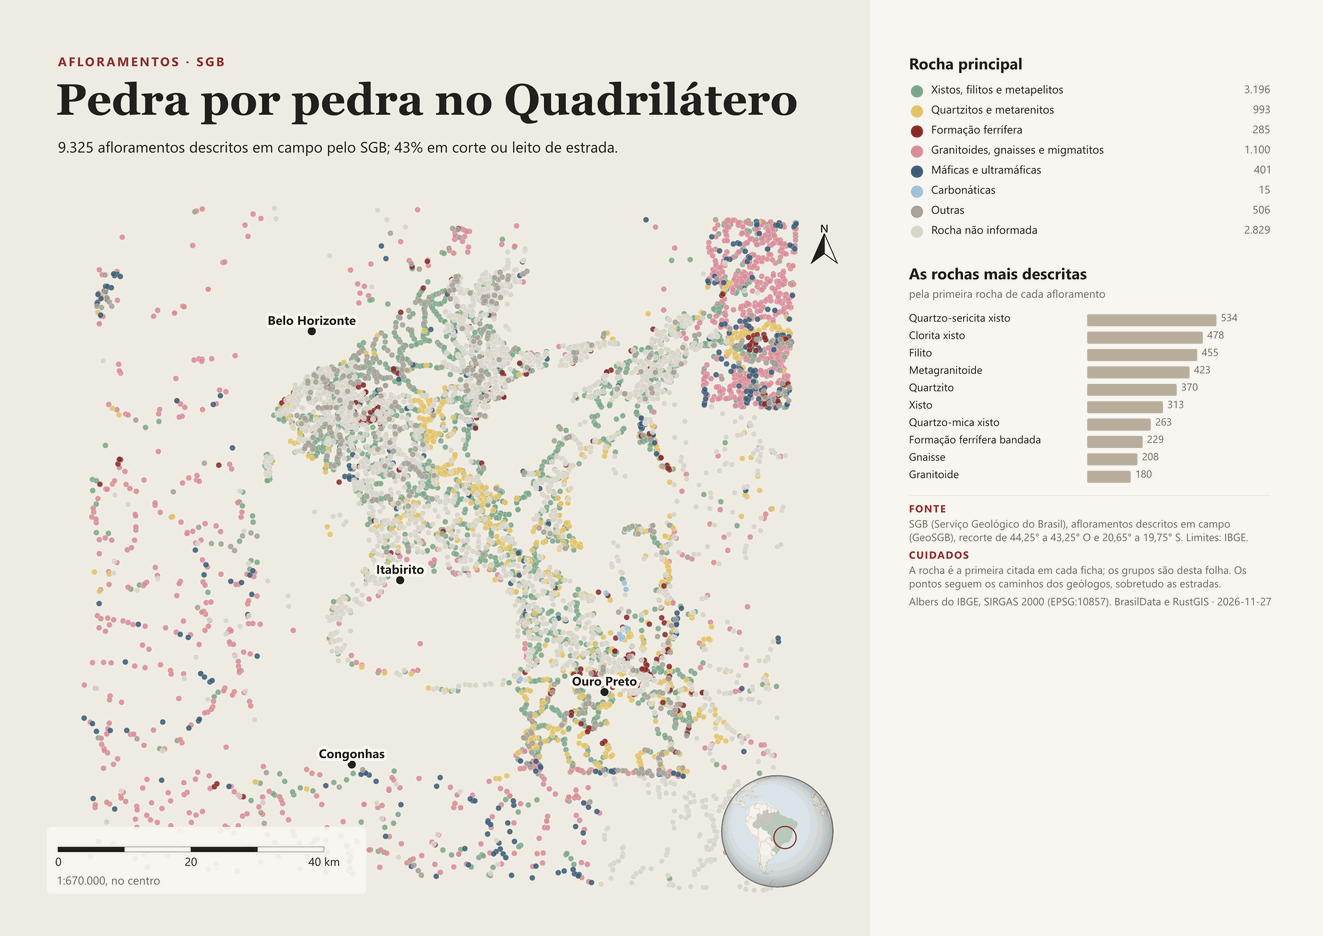 AFLORAMENTOS · SGB
Pedra por pedra no Quadrilátero
9.325 afloramentos descritos em campo pelo SGB; 43% em corte ou leito de estrada.
N
Belo Horizonte
Itabirito
Ouro Preto
Congonhas
0 20 40 km
1:670.000, no centro
Rocha principal
Xistos, filitos e metapelitos 3.196
Quartzitos e metarenitos 993
Formação ferrífera 285
Granitoides, gnaisses e migmatitos 1.100
Máficas e ultramáficas 401
Carbonáticas 15
Outras 506
Rocha não informada 2.829
As rochas mais descritas
pela primeira rocha de cada afloramento
Quartzo-sericita xisto 534
Clorita xisto 478
Filito 455
Metagranitoide 423
Quartzito 370
Xisto 313
Quartzo-mica xisto 263
Formação ferrífera bandada 229
Gnaisse 208
Granitoide 180
FONTE
SGB (Serviço Geológico do Brasil), afloramentos descritos em campo
(GeoSGB), recorte de 44,25° a 43,25° O e 20,65° a 19,75° S. Limites: IBGE.
CUIDADOS
A rocha é a primeira citada em cada ficha; os grupos são desta folha. Os
pontos seguem os caminhos dos geólogos, sobretudo as estradas.
Albers do IBGE, SIRGAS 2000 (EPSG:10857). BrasilData e RustGIS · 2026-11-27